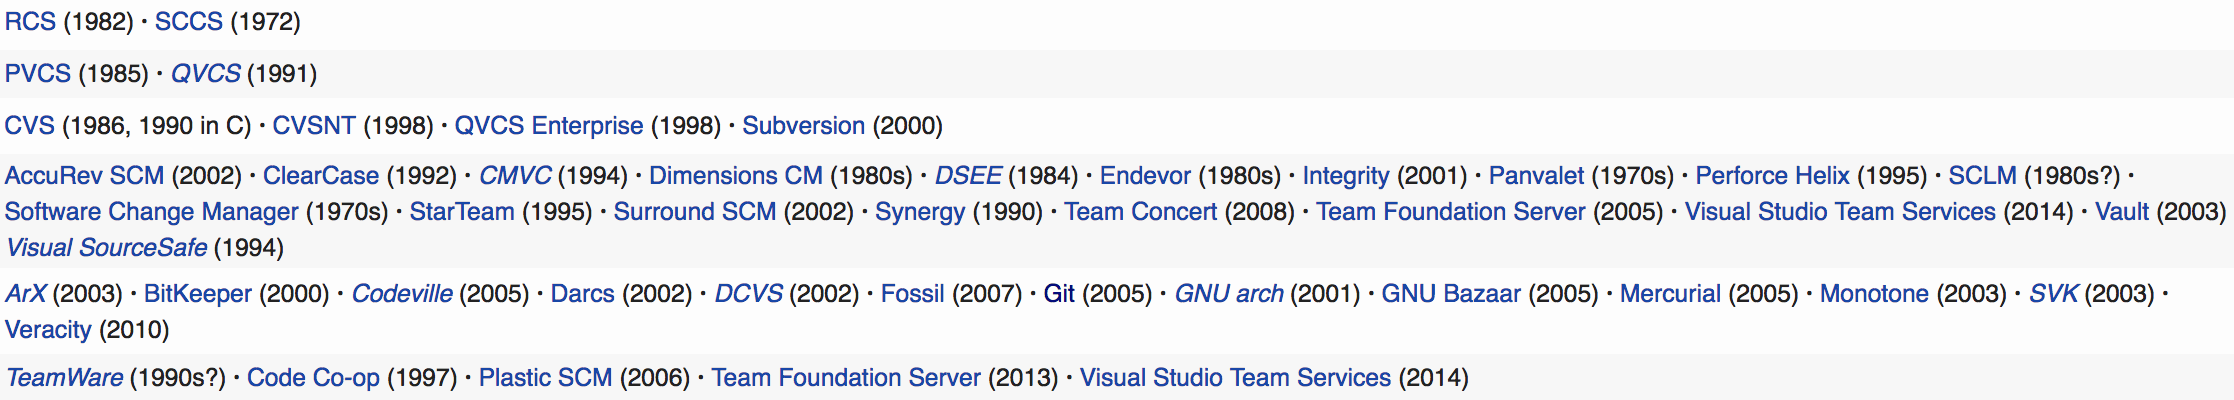 RCS (1982) · SCCS (1972)
PVCS (1985) · QVCS (1991)
CVS (1986, 1990 in C) · CVSNT (1998) · QVCS Enterprise (1998) · Subversion (2000)
AccuRev SCM (2002) · ClearCase (1992) · CMVC (1994) · Dimensions CM (1980s) · DSEE (1984) · Endevor (1980s) · Integrity (2001) · Panvalet (1970s) · Perforce Helix (1995) · SCLM (1980s?) ·
Software Change Manager (1970s) · StarTeam (1995) · Surround SCM (2002) · Synergy (1990) · Team Concert (2008) · Team Foundation Server (2005) · Visual Studio Team Services (2014) · Vault (2003)
Visual SourceSafe (1994)
ArX (2003) · BitKeeper (2000) · Codeville (2005) · Darcs (2002) · DCVS (2002) · Fossil (2007) · Git (2005) · GNU arch (2001) · GNU Bazaar (2005) · Mercurial (2005) · Monotone (2003) · SVK (2003) ·
Veracity (2010)
TeamWare (1990s?) · Code Co-op (1997) · Plastic SCM (2006) · Team Foundation Server (2013) · Visual Studio Team Services (2014)